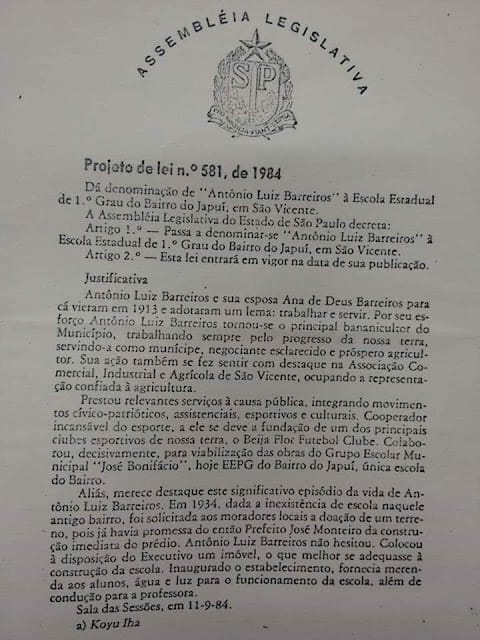 ASSEMBLÉIA LEGISLATIVA
SP
Projeto de lei n.º 581, de 1984
Dá denominação de "Antônio Luiz Barreiros" à Escola Estadual
de 1.º Grau do Bairro do Japuí, em São Vicente.
A Assembléia Legislativa do Estado de São Paulo decreta:
Artigo 1.º — Passa a denominar-se "Antônio Luiz Barreiros" à
Escola Estadual de 1.º Grau do Bairro do Japuí, em São Vicente.
Artigo 2.º — Esta lei entrará em vigor na data de sua publicação.
Justificativa
Antônio Luiz Barreiros e sua esposa Ana de Deus Barreiros para
cá vieram em 1913 e adotaram um lema: trabalhar e servir. Por seu es-
forço Antônio Luiz Barreiros tornou-se o principal bananicultor do
Município, trabalhando sempre pelo progresso da nossa terra,
servindo-a como munícipe, negociante esclarecido e próspero agricul-
tor. Sua ação também se fez sentir com destaque na Associação Co-
mercial, Industrial e Agrícola de São Vicente, ocupando a representa-
ção confiada à agricultura.
Prestou relevantes serviços à causa pública, integrando movimen-
tos cívico-patrióticos, assistenciais, esportivos e culturais. Cooperador
incansável do esporte, a ele se deve a fundação de um dos principais
clubes esportivos de nossa terra, o Beija Flor Futebol Clube. Colabo-
rou, decisivamente, para viabilização das obras do Grupo Escolar Mu-
nicipal "José Bonifácio", hoje EEPG do Bairro do Japuí, única escola
do Bairro.
Aliás, merece destaque este significativo episódio da vida de An-
tônio Luiz Barreiros. Em 1934, dada a inexistência de escola naquele
antigo bairro, foi solicitada aos moradores locais a doação de um terre-
no, pois já havia promessa do então Prefeito José Monteiro da constru-
ção imediata do prédio. Antônio Luiz Barreiros não hesitou. Colocou
à disposição do Executivo um imóvel, o que melhor se adequasse à
construção da escola. Inaugurado o estabelecimento, fornecia meren-
da aos alunos, água e luz para o funcionamento da escola, além de
condução para a professora.
Sala das Sessões, em 11-9-84.
a) Koyu Iha